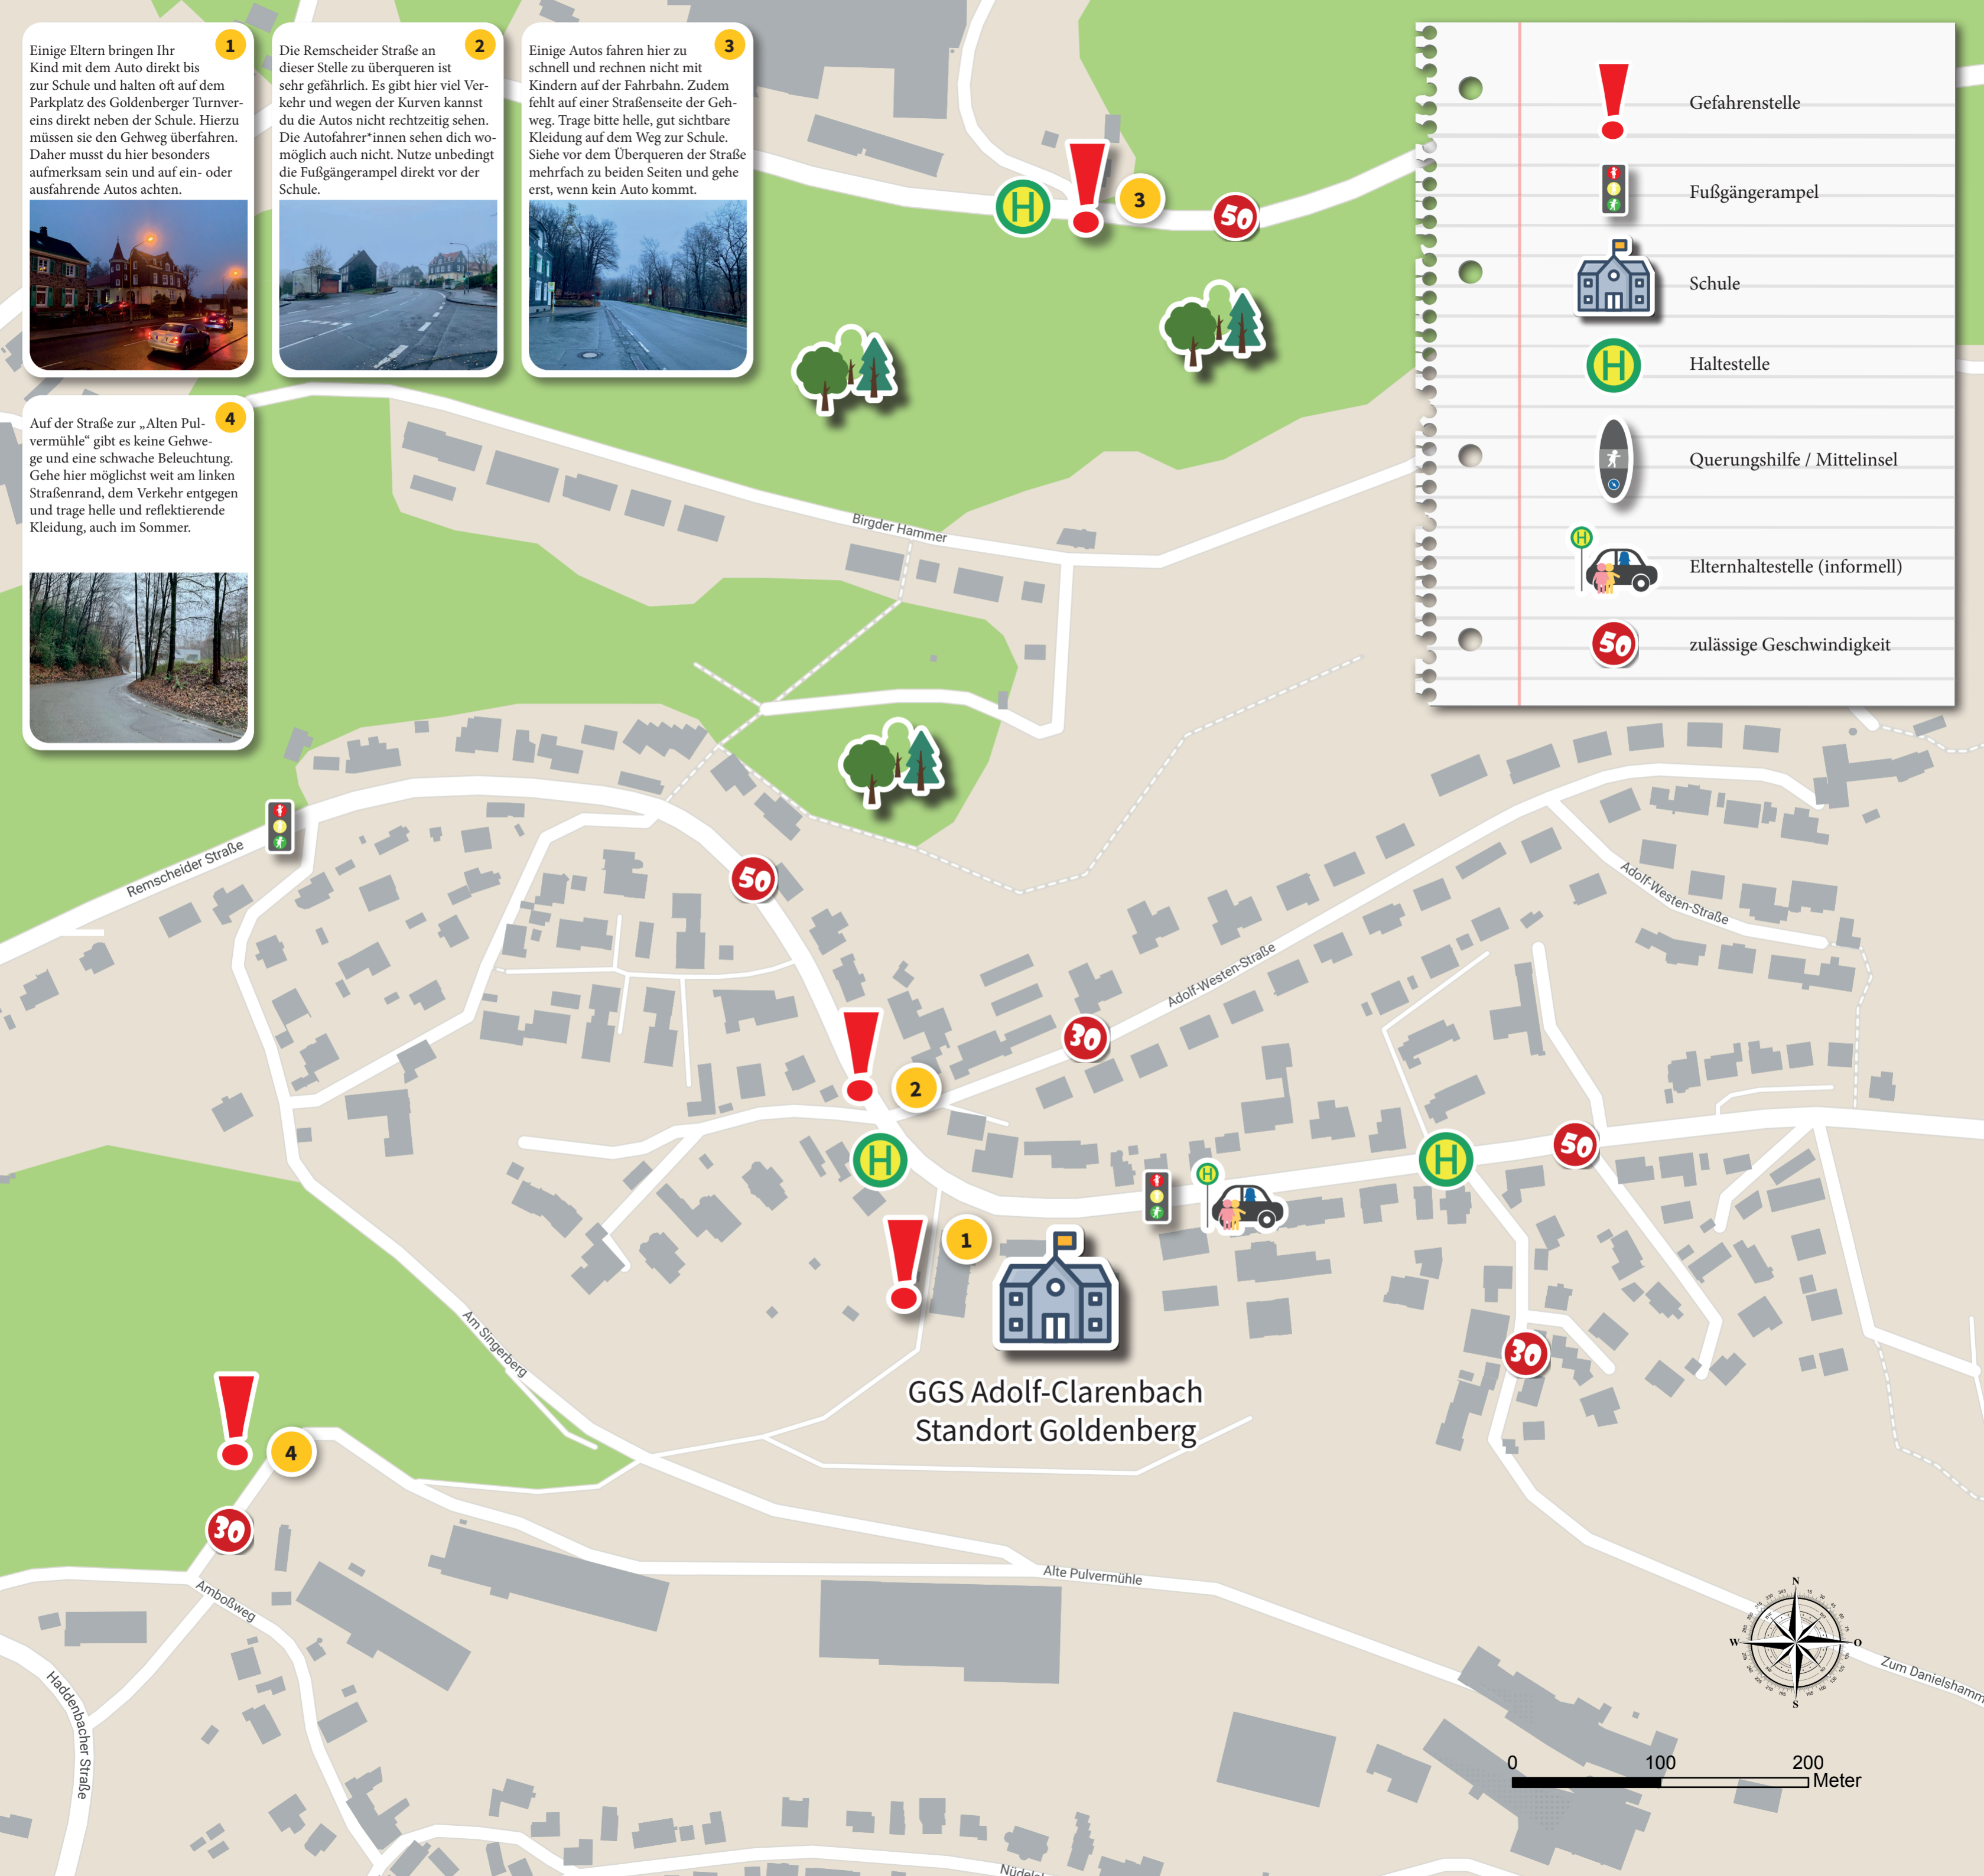 1
Einige Eltern bringen Ihr
Kind mit dem Auto direkt bis
zur Schule und halten oft auf dem
Parkplatz des Goldenberger Turnver-
eins direkt neben der Schule. Hierzu
müssen sie den Gehweg überfahren.
Daher musst du hier besonders
aufmerksam sein und auf ein- oder
ausfahrende Autos achten.
2
Die Remscheider Straße an
dieser Stelle zu überqueren ist
sehr gefährlich. Es gibt hier viel Ver-
kehr und wegen der Kurven kannst
du die Autos nicht rechtzeitig sehen.
Die Autofahrer*innen sehen dich wo-
möglich auch nicht. Nutze unbedingt
die Fußgängerampel direkt vor der
Schule.
3
Einige Autos fahren hier zu
schnell und rechnen nicht mit
Kindern auf der Fahrbahn. Zudem
fehlt auf einer Straßenseite der Geh-
weg. Trage bitte helle, gut sichtbare
Kleidung auf dem Weg zur Schule.
Siehe vor dem Überqueren der Straße
mehrfach zu beiden Seiten und gehe
erst, wenn kein Auto kommt.
4
Auf der Straße zur „Alten Pul-
vermühle“ gibt es keine Gehwe-
ge und eine schwache Beleuchtung.
Gehe hier möglichst weit am linken
Straßenrand, dem Verkehr entgegen
und trage helle und reflektierende
Kleidung, auch im Sommer.
Gefahrenstelle
Fußgängerampel
Schule
H
Haltestelle
Querungshilfe / Mittelinsel
H
Elternhaltestelle (informell)
50
zulässige Geschwindigkeit
H
3
50
Birgder Hammer
Remscheider Straße
50
Adolf-Westen-Straße
Adolf-Westen-Straße
30
2
H
H
H
50
1
30
GGS Adolf-Clarenbach
Standort Goldenberg
Am Singerberg
4
30
Alte Pulvermühle
Amboßweg
Haddenbacher Straße
N
W
O
S
Zum Danielshamm
0 100 200
Meter